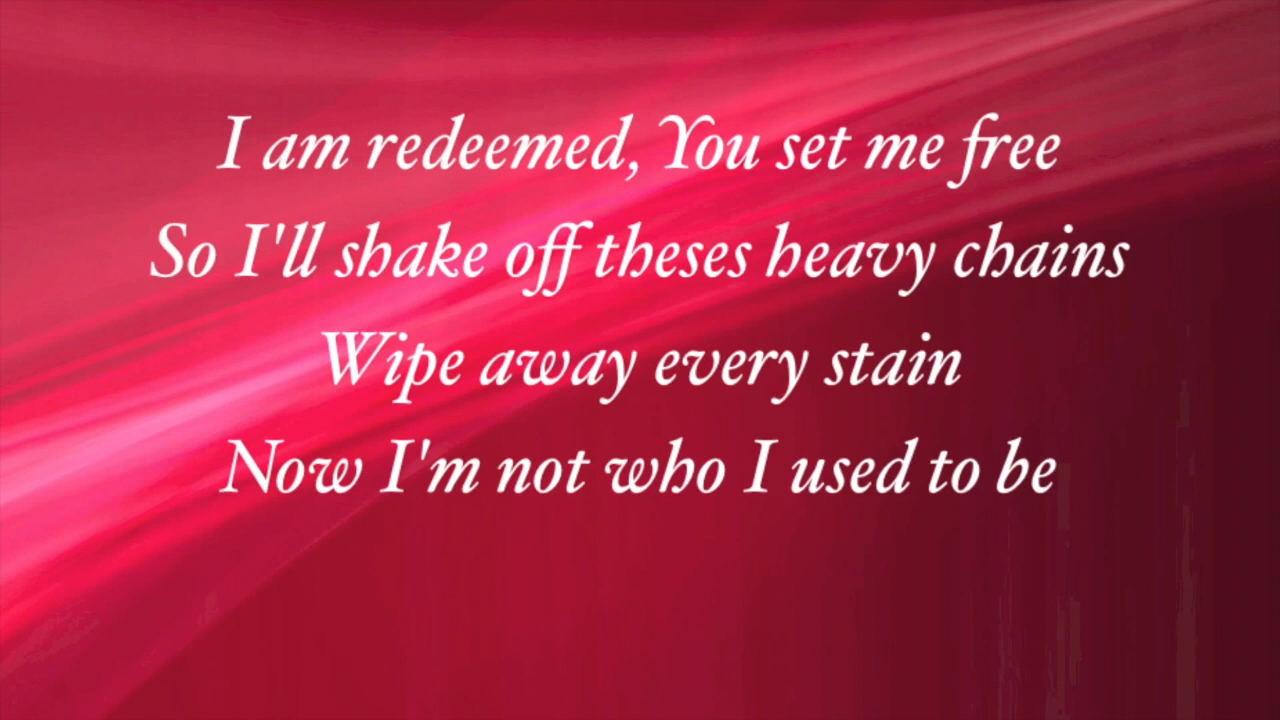 I am redeemed, You set me free
So I'll shake off theses heavy chains
Wipe away every stain
Now I'm not who I used to be